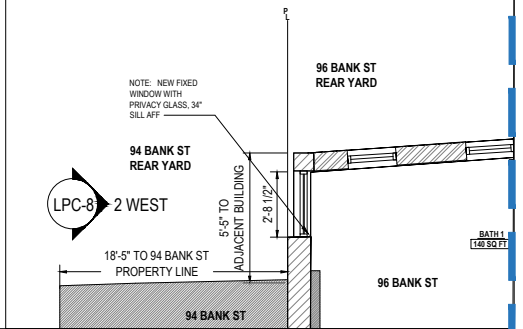 P
L
96 BANK ST
REAR YARD
NOTE:  NEW FIXED
WINDOW WITH
PRIVACY GLASS, 34"
SILL AFF
94 BANK ST
REAR YARD
LPC-8
2 WEST
5'-5" TO
ADJACENT BUILDING
2'-8 1/2"
18'-5" TO 94 BANK ST
PROPERTY LINE
BATH 1
140 SQ FT
96 BANK ST
94 BANK ST